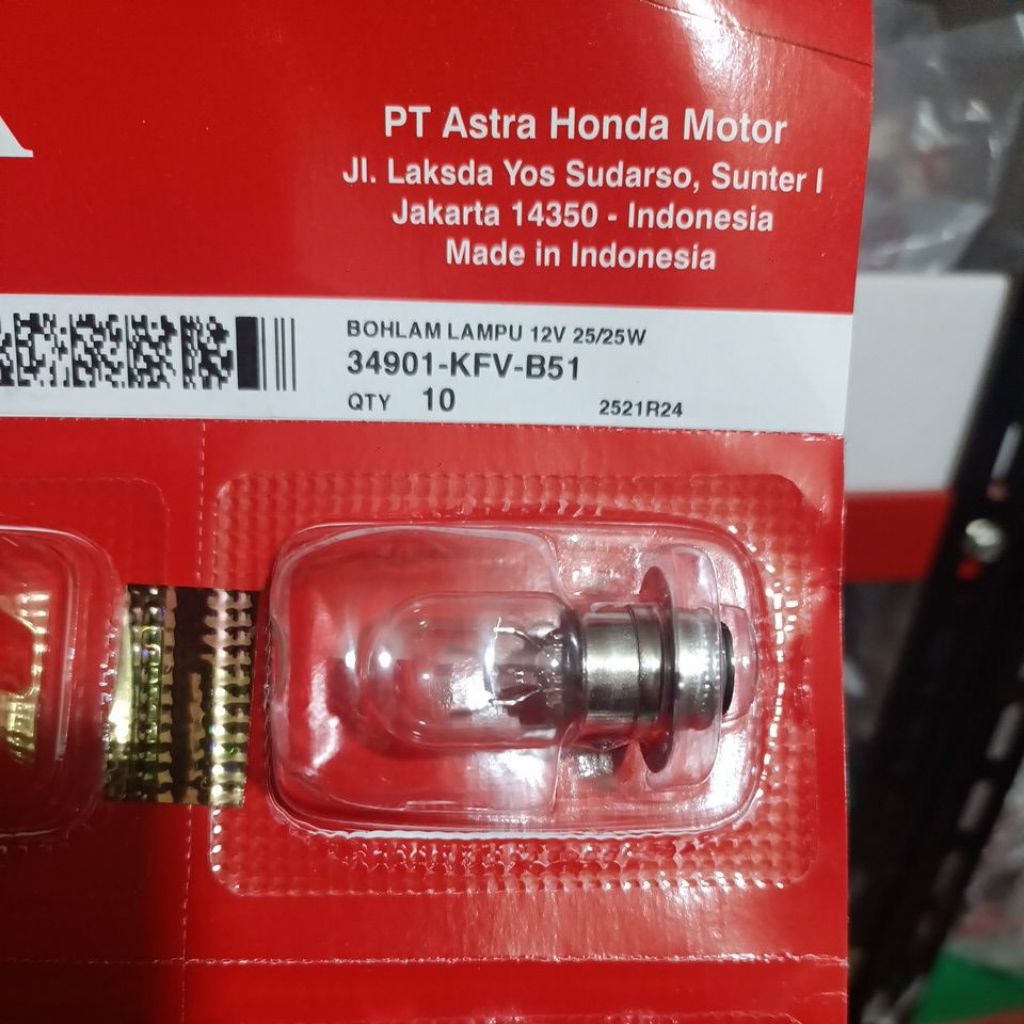 PT Astra Honda Motor
Jl. Laksda Yos Sudarso, Sunter I
Jakarta 14350 - Indonesia
Made in Indonesia
BOHLAM LAMPU 12V 25/25W
34901-KFV-B51
QTY 10 2521R24